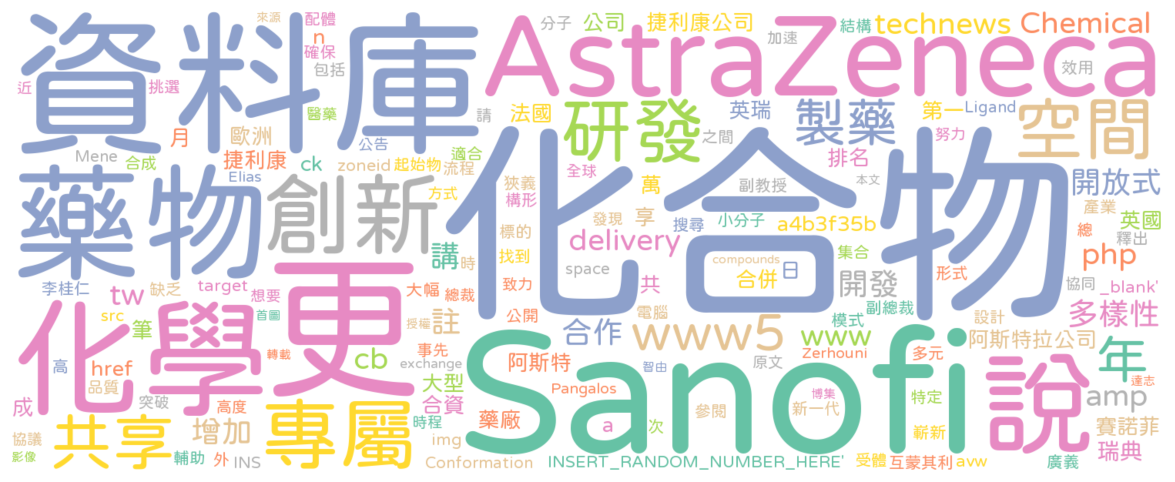 來源 配體 分子 公司 捷利康公司 結構 technews Chemical
n 確保 加速
資料庫 AstraZeneca
近 挑選 包括 效用
醫藥 請 法國 英瑞 製藥 第一 Ligand 空間
月 歐洲 公告 研發 之間 努力
Mene 合成 捷利康 ck zoneid 起始物 適合 流程 全球 排名
藥物 Elias 創新 方式 狹義 構形 化合物 副教授 本文 開放式
萬 發現 享 搜尋 小分子 a4b3f35b 產業 英國
標的 delivery 總 釋出
講 時 找到 space compounds 集合 php
李桂仁 缺乏 target 想要 更 大幅 總裁 致力 共 合併 日 開發 形式 協同 _blank'
tw src 首圖 公開 電腦 副總裁 多樣性
化學 筆 註 授權 合作 www5 模式 www 設計
轉載 cb 事先 阿斯特 智由 原文 Zerhouni 多元 阿斯特拉公司 年
高 href exchange Sanofi 說 達志
品質 突破 大型 Pangalos 博集 特定 amp
成 高度 合資 藥廠 a 次 參閱 新一代 嶄新 賽諾菲
協議 共享 增加 專屬 時程 img 瑞典
影像 輔助 外 INS Conformation INSERT_RANDOM_NUMBER_HERE' 受體 互蒙其利 avw 廣義